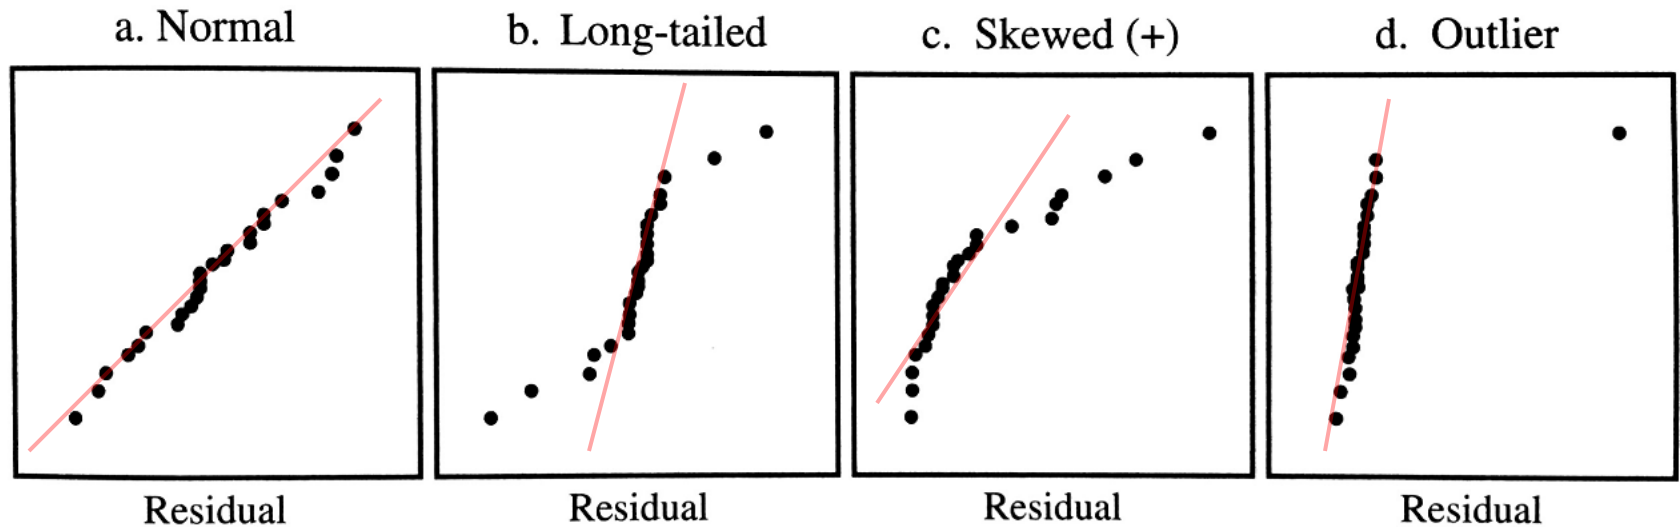 a. Normal
b. Long-tailed
c. Skewed (+)
d. Outlier
Residual
Residual
Residual
Residual